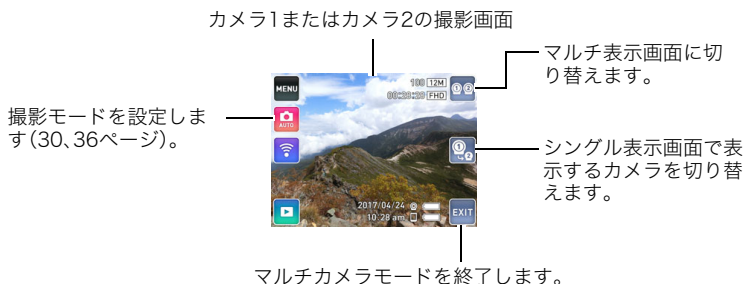 カメラ1またはカメラ2の撮影画面
マルチ表示画面に切
り替えます。
MENU
100 12M
00:28:20 FHD
① ②
撮影モードを設定しま
す(30、36ページ)。
AUTO
シングル表示画面で表
示するカメラを切り替
えます。
① ②
2017/04/24
10:28 am
EXIT
マルチカメラモードを終了します。